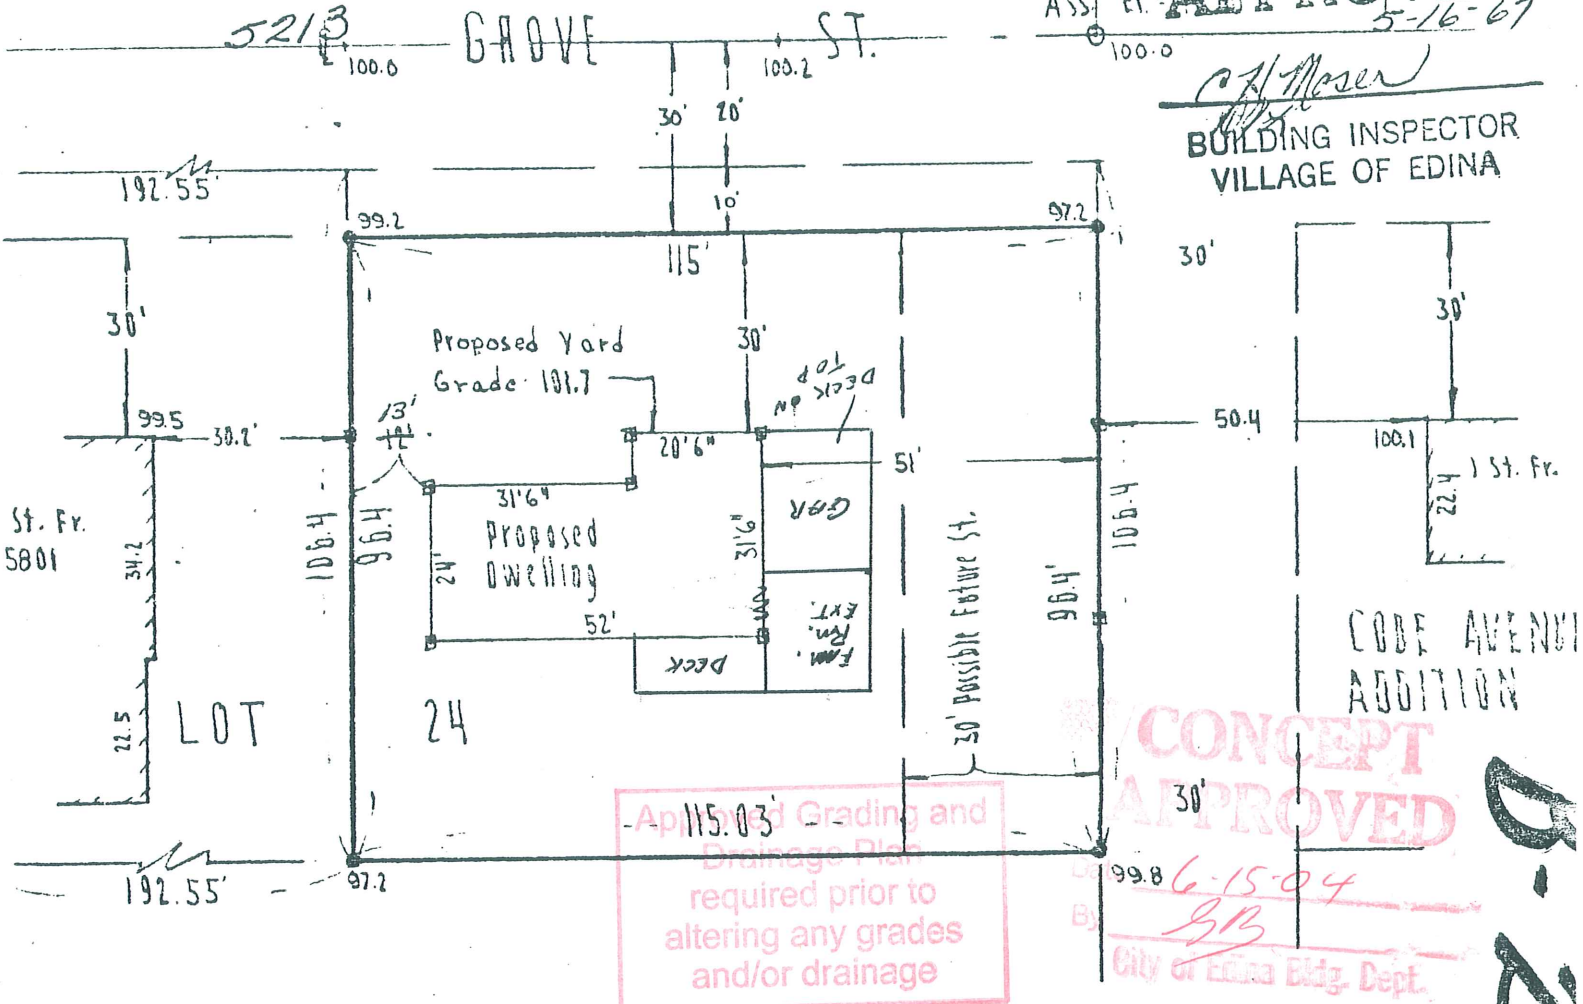 5213
GROVE ST.
5-16-67
100.0
100.2
100.0
C H Moser
BUILDING INSPECTOR
VILLAGE OF EDINA
30'
20'
10'
192.55'
99.2
97.2
115'
30'
30'
30'
30'
Proposed Yard
Grade 101.7
DECK
ON
TOP
99.5
30.2'
13'
12'
20'6"
51'
50.4
100.1
1 St. Fr.
22.4
31'6"
GAR
St. Fr.
5801
34.2
106.4
96.4
24'
Proposed
Dwelling
31'6"
52'
FAM.
Rm.
EXT.
DECK
30' Possible Future St.
96.4'
106.4
CODE AVENU
ADDITION
22.5
LOT 24
CONCEPT
APPROVED
30'
115.03'
Approved Grading and
Drainage Plan
required prior to
altering any grades
and/or drainage
192.55'
97.2
99.8
Date 6-15-04
By GB
City of Edina Bldg. Dept.